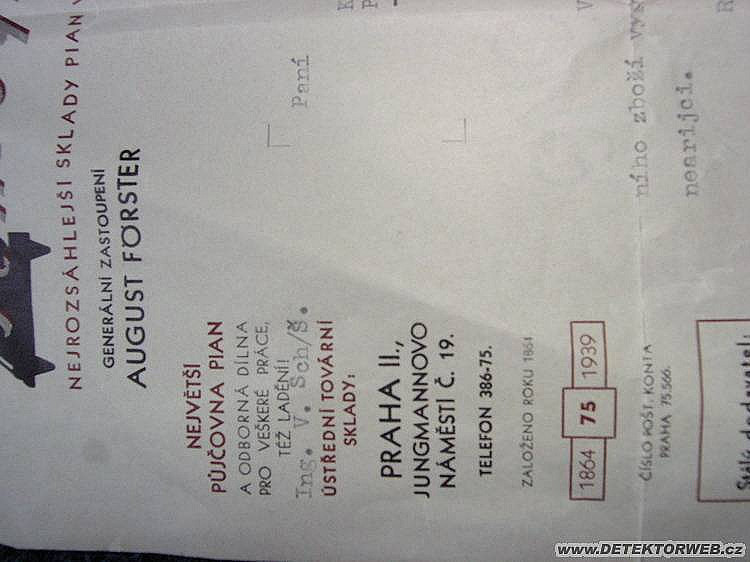 NEJROZSÁHLEJŠÍ SKLADY PIAN V
GENERÁLNÍ ZASTOUPENÍ
AUGUST FÖRSTER
NEJVĚTŠÍ
PŮJČOVNA PIAN
A ODBORNÁ DÍLNA
PRO VEŠKERÉ PRÁCE,
TÉŽ LADĚNÍ!
Ing. V. Sch/Š.
ÚSTŘEDNÍ TOVÁRNÍ
SKLADY:
Paní
PRAHA II.,
JUNGMANNOVO
NÁMĚSTÍ Č. 19.
TELEFON 386-75.
ZALOŽENO ROKU 1864
1864 75 1939
ČÍSLO POŠT. KONTA
PRAHA 75.566.
ního zboží vys
nearijci.
www.DETEKTORWEB.cz